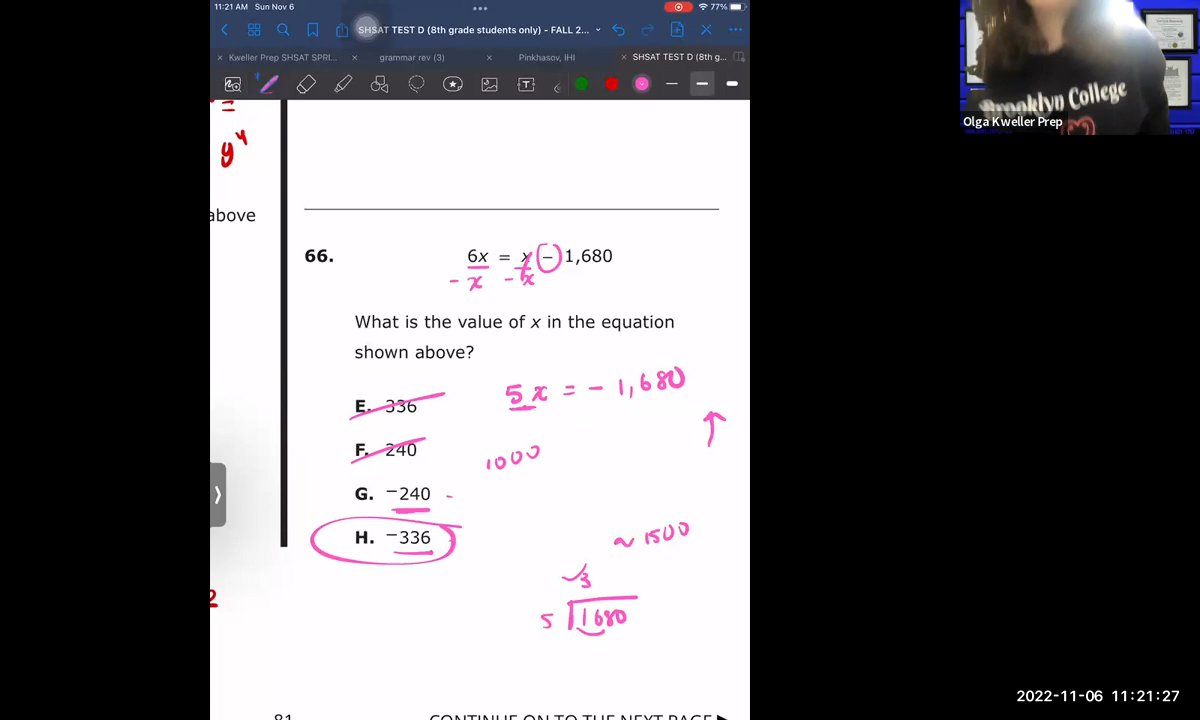 11:21 AM Sun Nov 6
77%
SHSAT TEST D (8th grade students only) - FALL 2...
Kweller Prep SHSAT SPRI...
grammar rev (3)
Pinkhasov, IHI
SHSAT TEST D (8th g...
Brooklyn College
Olga Kweller Prep
y⁴
above
66. 6x = x − 1,680
- x - x
What is the value of x in the equation
shown above?
5x = - 1,680
E. 336
F. 240
1000
G. −240 -
H. −336
~ 1500
3
5 1680
2
81 CONTINUE ON TO THE NEXT PAGE ▶
2022-11-06 11:21:27